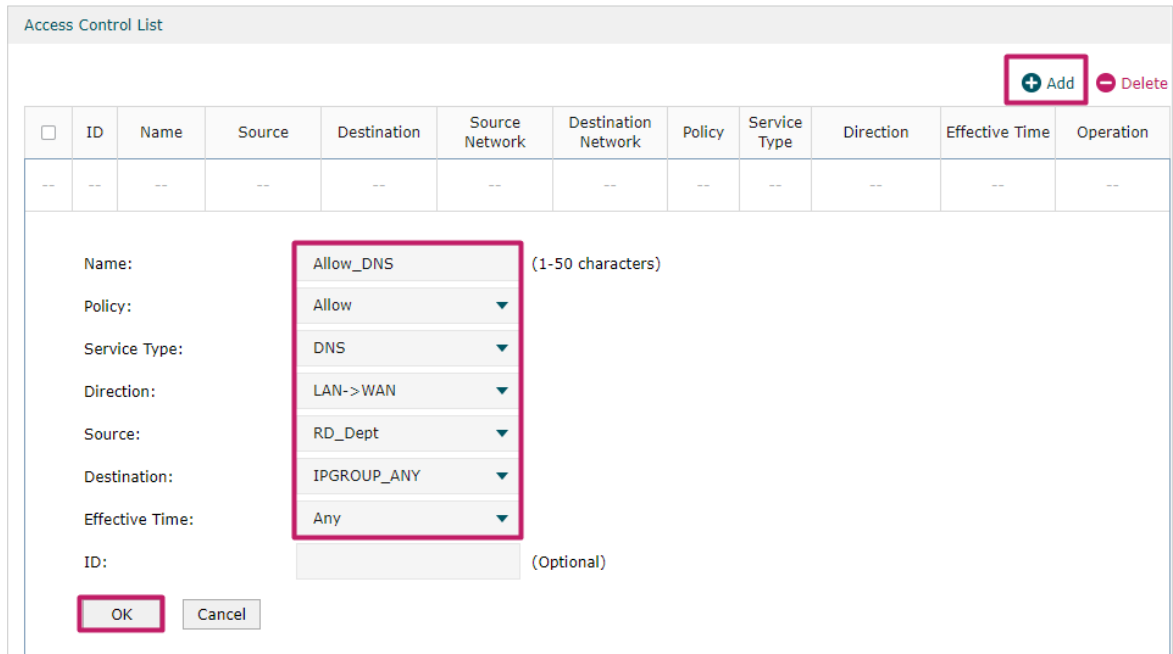 Access Control List
Add Delete
ID Name Source Destination Source Network Destination Network Policy Service Type Direction Effective Time Operation
-- -- -- -- -- -- -- -- -- -- -- --
Name: Allow_DNS (1-50 characters)
Policy: Allow
Service Type: DNS
Direction: LAN->WAN
Source: RD_Dept
Destination: IPGROUP_ANY
Effective Time: Any
ID: (Optional)
OK Cancel